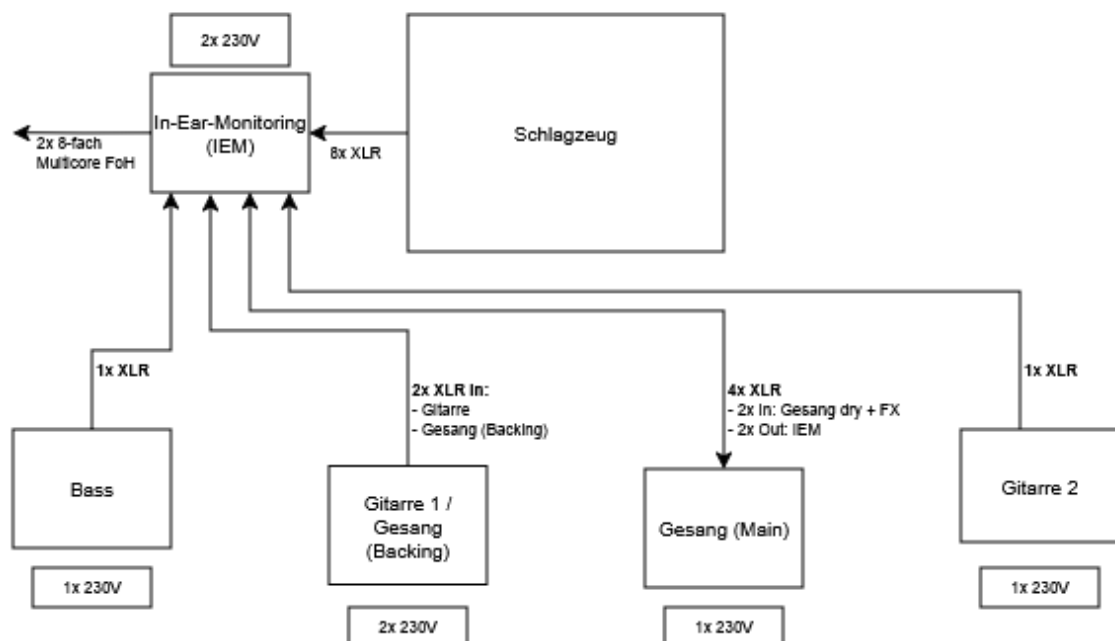 2x 230V
In-Ear-Monitoring
(IEM)
Schlagzeug
2x 8-fach
Multicore FoH
8x XLR
1x XLR
2x XLR In:
- Gitarre
- Gesang (Backing)
4x XLR
- 2x In: Gesang dry + FX
- 2x Out: IEM
1x XLR
Bass
Gitarre 1 /
Gesang
(Backing)
Gesang (Main)
Gitarre 2
1x 230V
2x 230V
1x 230V
1x 230V